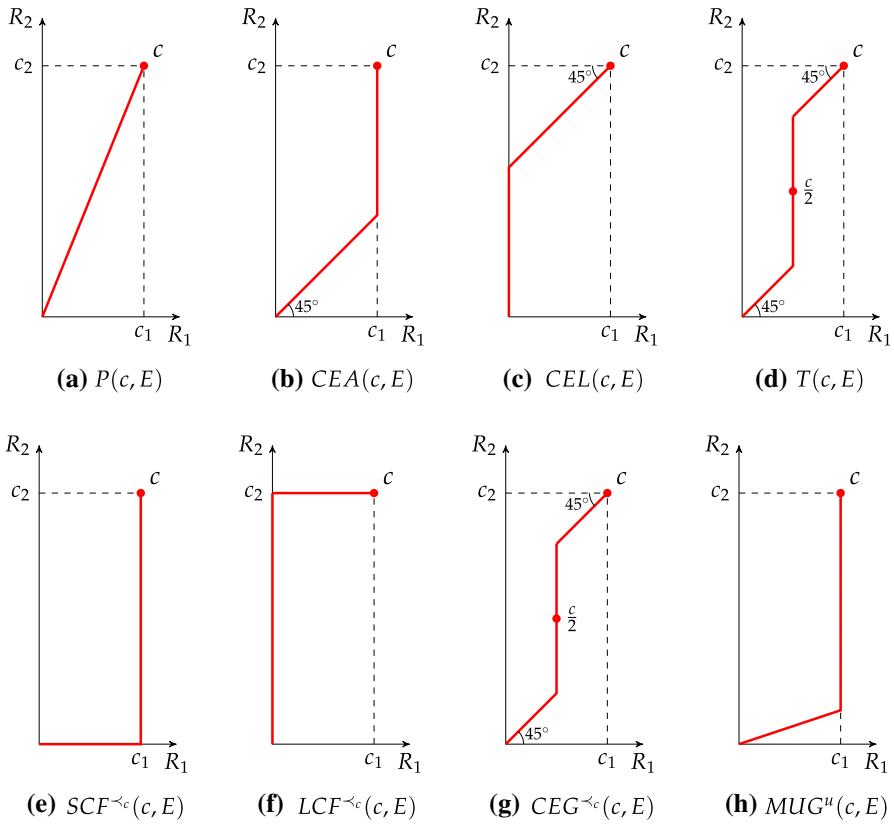 R₂ R₂ R₂ R₂
c c c c
c₂ c₂ c₂ c₂
45° 45°
c/2
45° 45°
c₁ R₁ c₁ R₁ c₁ R₁ c₁ R₁
(a) P(c, E) (b) CEA(c, E) (c) CEL(c, E) (d) T(c, E)
R₂ R₂ R₂ R₂
c c c c
c₂ c₂ c₂ c₂
45°
c/2
45°
c₁ R₁ c₁ R₁ c₁ R₁ c₁ R₁
(e) SCF^≺c(c, E) (f) LCF^≺c(c, E) (g) CEG^≺c(c, E) (h) MUG^u(c, E)